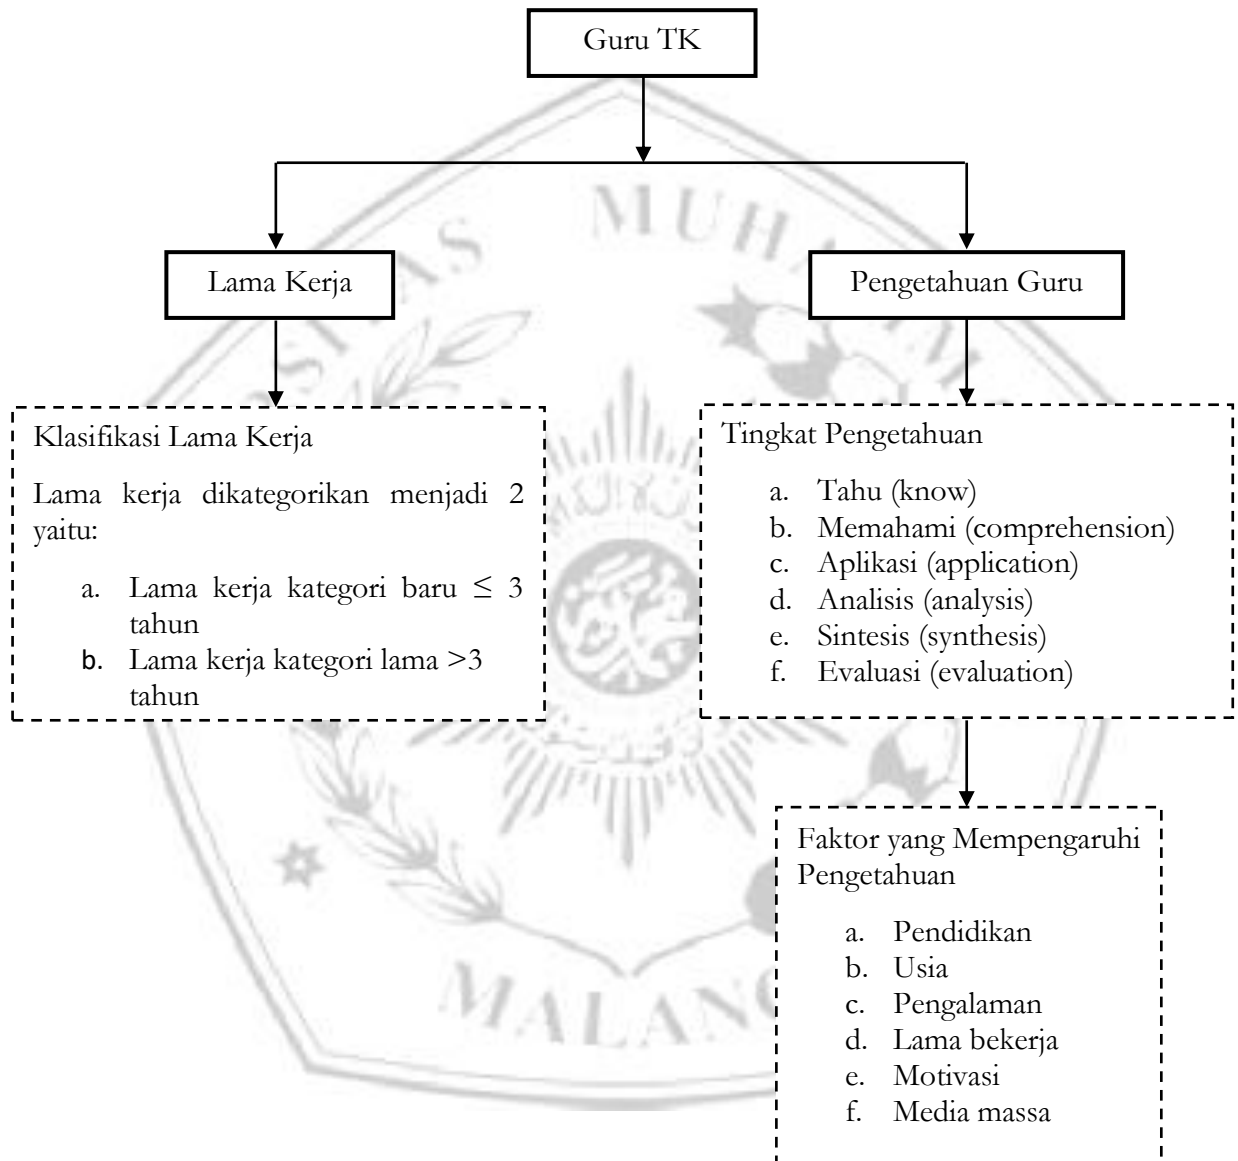 Guru TK
Lama Kerja
Pengetahuan Guru
Klasifikasi Lama Kerja
Lama kerja dikategorikan menjadi 2
yaitu:
a. Lama kerja kategori baru ≤ 3
tahun
b. Lama kerja kategori lama >3
tahun
Tingkat Pengetahuan
a. Tahu (know)
b. Memahami (comprehension)
c. Aplikasi (application)
d. Analisis (analysis)
e. Sintesis (synthesis)
f. Evaluasi (evaluation)
Faktor yang Mempengaruhi
Pengetahuan
a. Pendidikan
b. Usia
c. Pengalaman
d. Lama bekerja
e. Motivasi
f. Media massa
MUHAM
MALANG